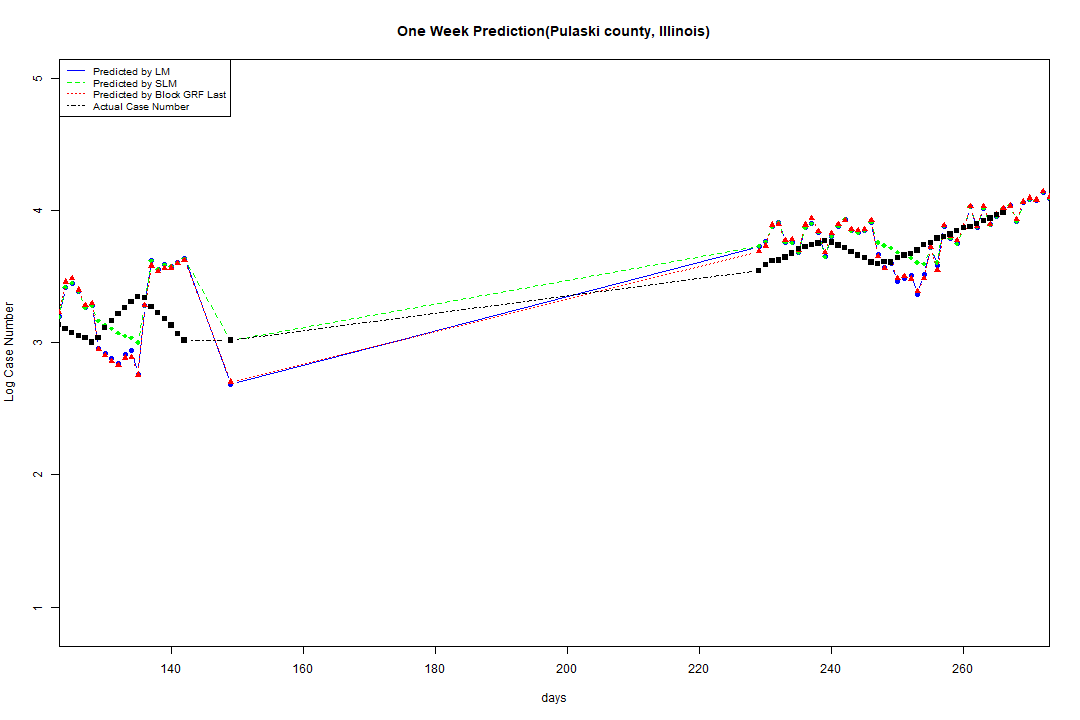 One Week Prediction(Pulaski county, Illinois)
Predicted by LM
Predicted by SLM
Predicted by Block GRF Last
Actual Case Number
5
4
3
2
1
Log Case Number
140 160 180 200 220 240 260
days